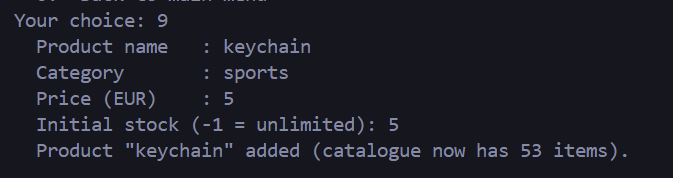 Your choice: 9
Product name   : keychain
Category       : sports
Price (EUR)    : 5
Initial stock (-1 = unlimited): 5
Product "keychain" added (catalogue now has 53 items).